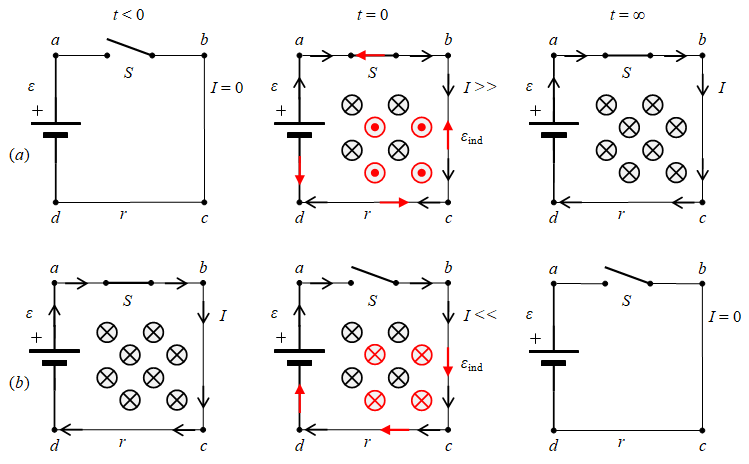 t < 0 t = 0 t = ∞
a b a b a b
S S S
ε I = 0 ε I >> ε I
+ + +
ε_ind
(a)
d r c d r c d r c
a b a b a b
S S S
ε I ε I << ε I = 0
+ + +
ε_ind
(b)
d r c d r c d r c